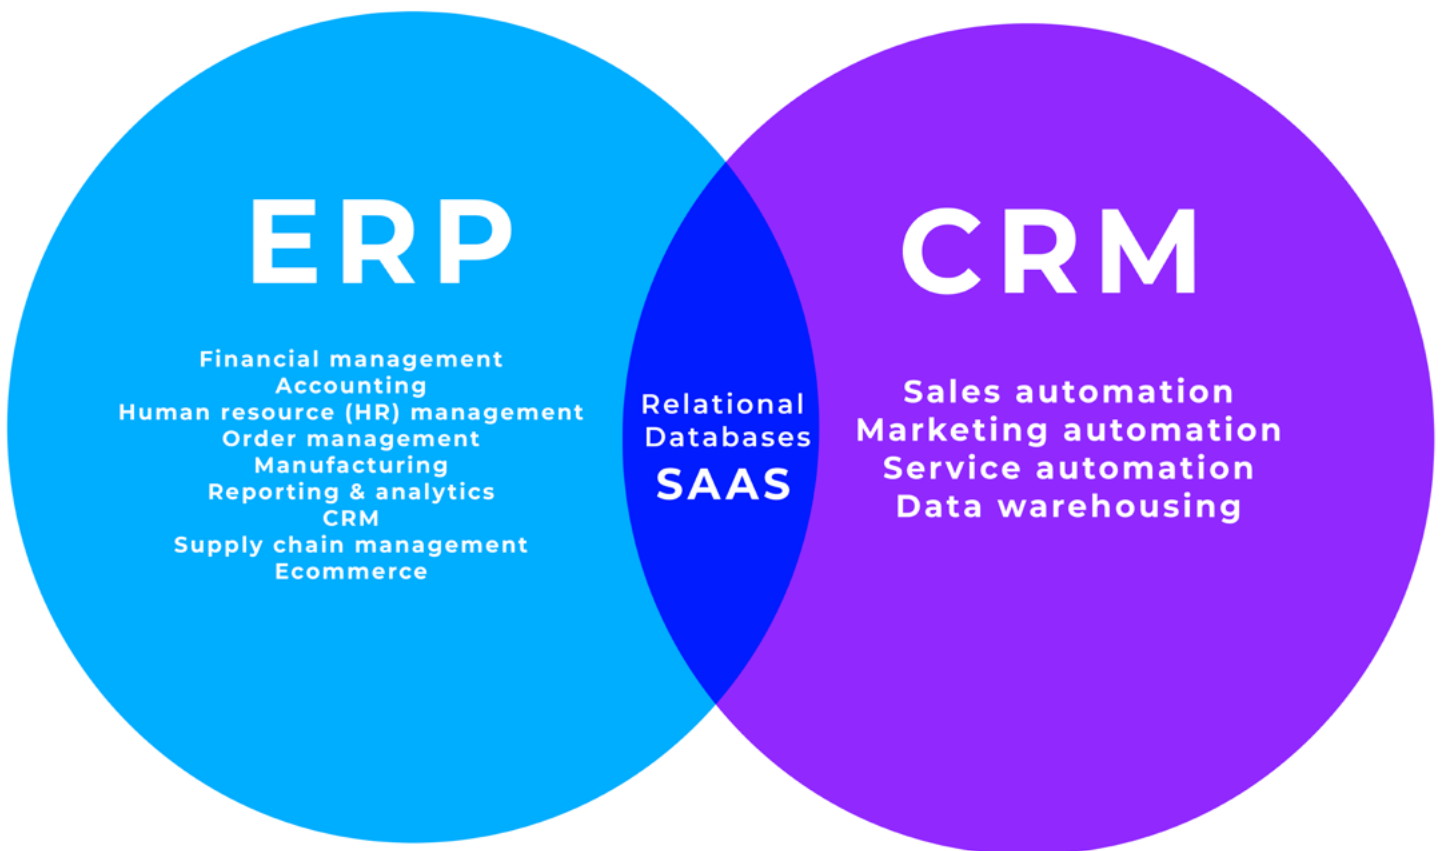 ERP
Financial management
Accounting
Human resource (HR) management
Order management
Manufacturing
Reporting & analytics
CRM
Supply chain management
Ecommerce
Relational
Databases
SAAS
CRM
Sales automation
Marketing automation
Service automation
Data warehousing